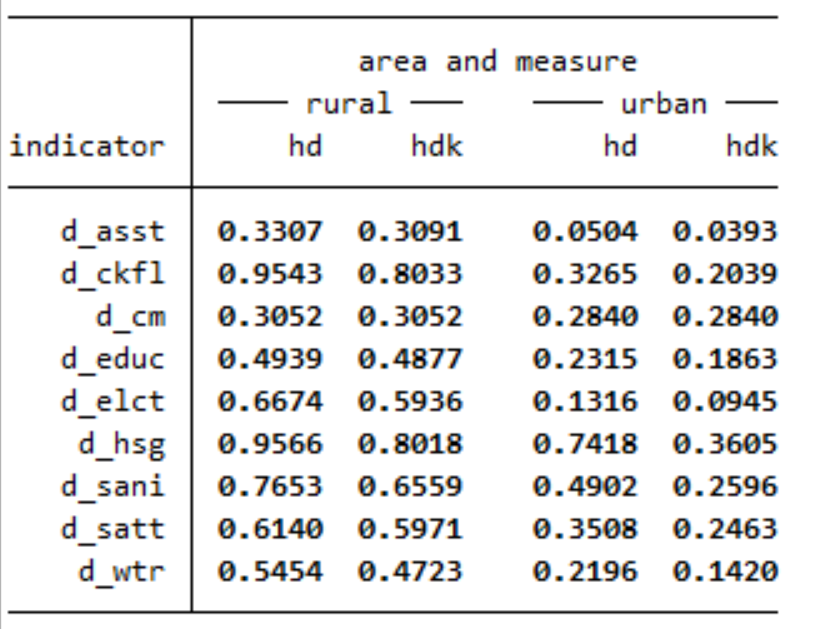 area and measure
rural urban
indicator hd hdk hd hdk
d_asst 0.3307 0.3091 0.0504 0.0393
d_ckfl 0.9543 0.8033 0.3265 0.2039
d_cm 0.3052 0.3052 0.2840 0.2840
d_educ 0.4939 0.4877 0.2315 0.1863
d_elct 0.6674 0.5936 0.1316 0.0945
d_hsg 0.9566 0.8018 0.7418 0.3605
d_sani 0.7653 0.6559 0.4902 0.2596
d_satt 0.6140 0.5971 0.3508 0.2463
d_wtr 0.5454 0.4723 0.2196 0.1420